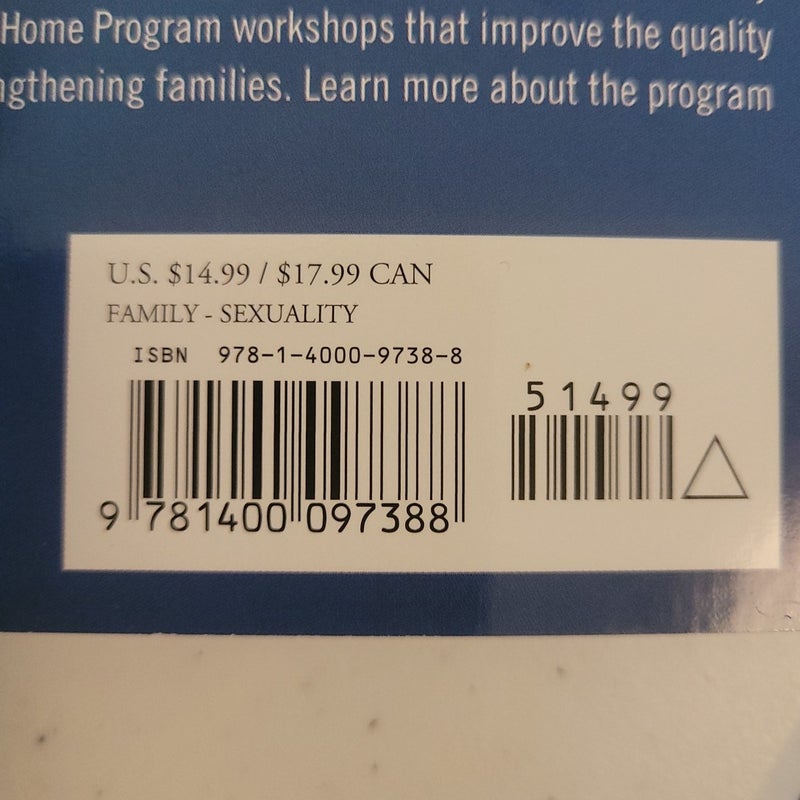 Home Program workshops that improve the quality
families. Learn more about the program
U.S. $14.99 / $17.99 CAN
FAMILY - SEXUALITY
ISBN 978-1-4000-9738-8
51499
9 781400 097388